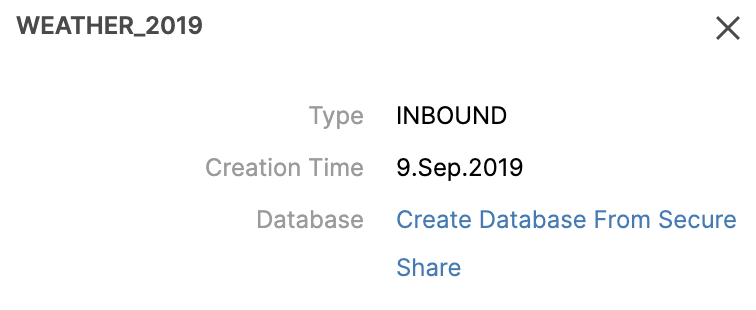 WEATHER_2019
Type INBOUND
Creation Time 9.Sep.2019
Database Create Database From Secure
Share